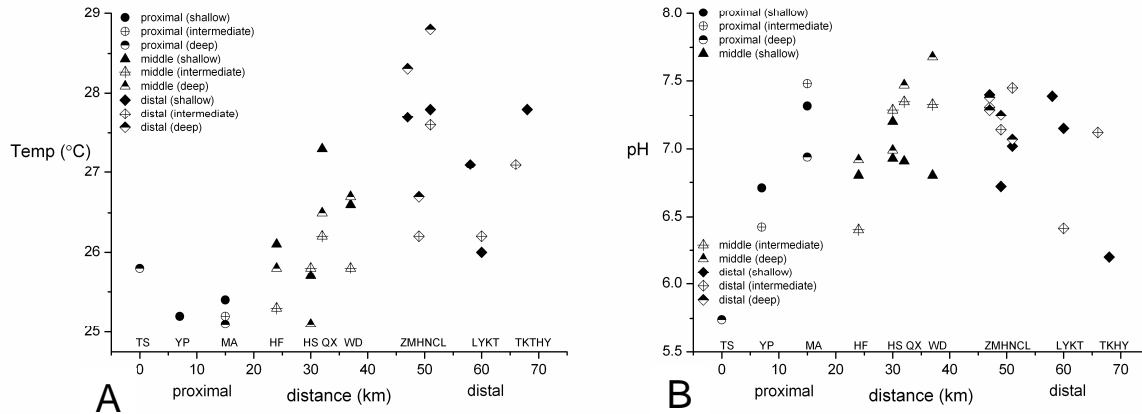 29
28
27
26
25
Temp (°C)
proximal (shallow)
proximal (intermediate)
proximal (deep)
middle (shallow)
middle (intermediate)
middle (deep)
distal (shallow)
distal (intermediate)
distal (deep)
TS YP MA HF HS QX WD ZMHNCL LYKT TKTHY
0 10 20 30 40 50 60 70
proximal distance (km) distal
A
8.0
7.5
7.0
6.5
6.0
5.5
pH
proximal (shallow)
proximal (intermediate)
proximal (deep)
middle (shallow)
middle (intermediate)
middle (deep)
distal (shallow)
distal (intermediate)
distal (deep)
TS YP MA HF HS QX WD ZMHNCL LYKT TKHY
0 10 20 30 40 50 60 70
proximal distance (km) distal
B